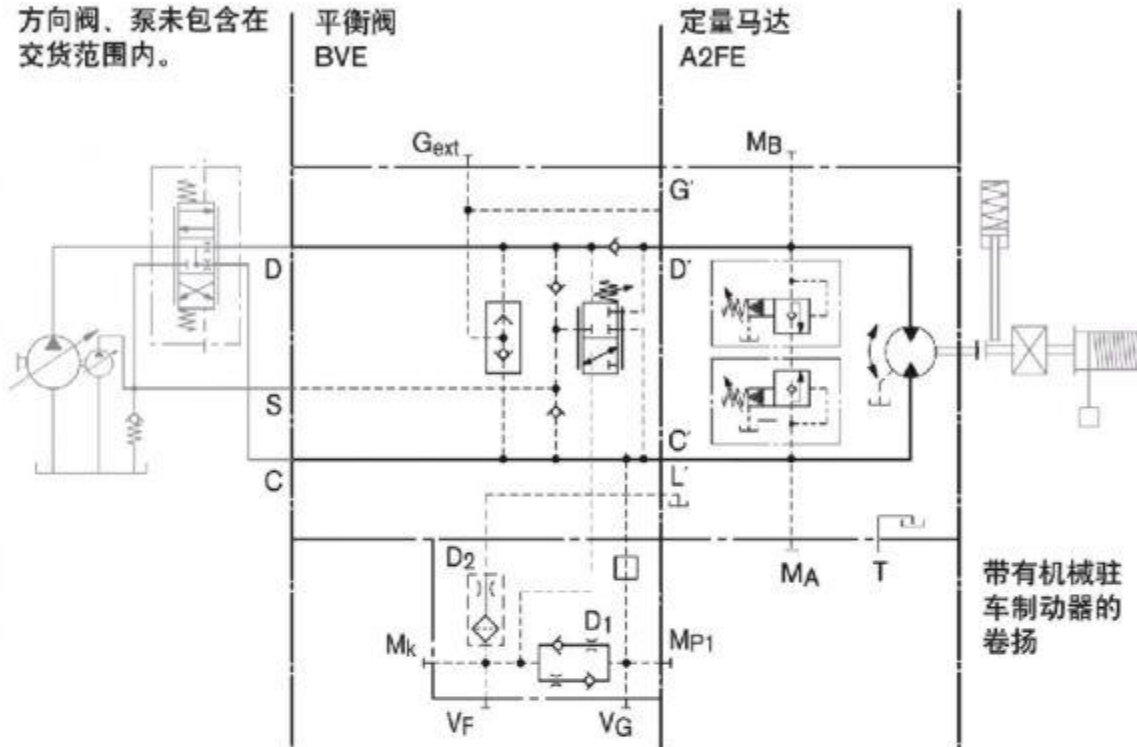 方向阀、泵未包含在
交货范围内。
平衡阀
BVE
定量马达
A2FE
Gext
MB
G'
D
D'
S
C'
C
L'
D2
MA
T
D1
Mk
MP1
VF
VG
带有机械驻
车制动器的
卷扬